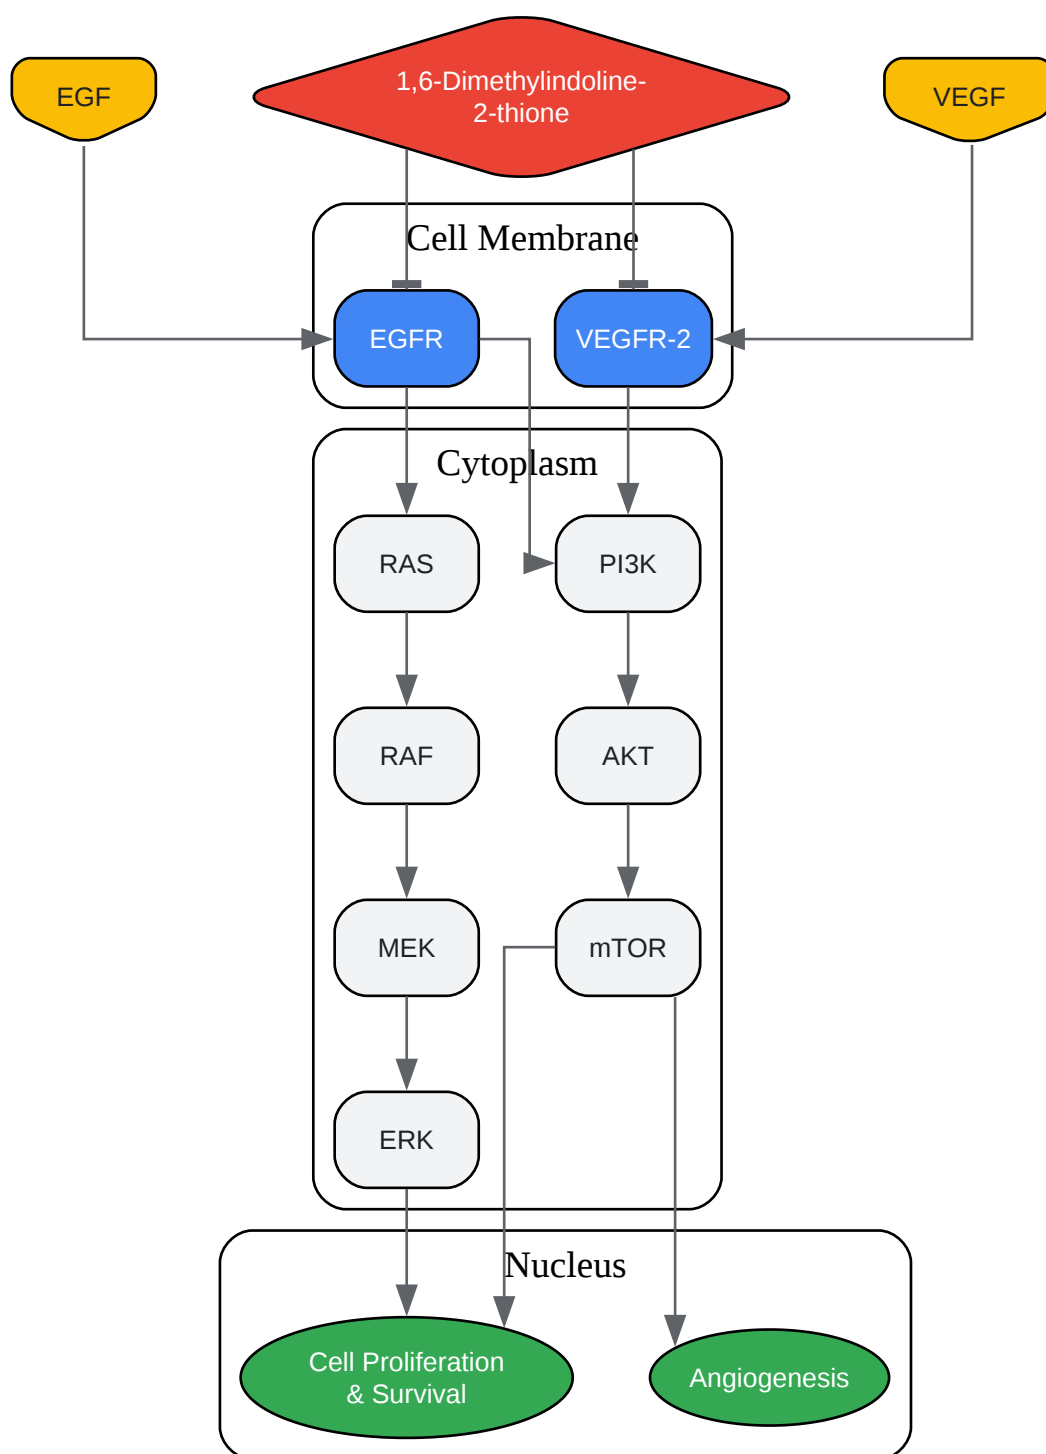 EGF
1,6-Dimethylindoline-
2-thione
VEGF
Cell Membrane
EGFR
VEGFR-2
Cytoplasm
RAS
PI3K
RAF
AKT
MEK
mTOR
ERK
Nucleus
Cell Proliferation
& Survival
Angiogenesis